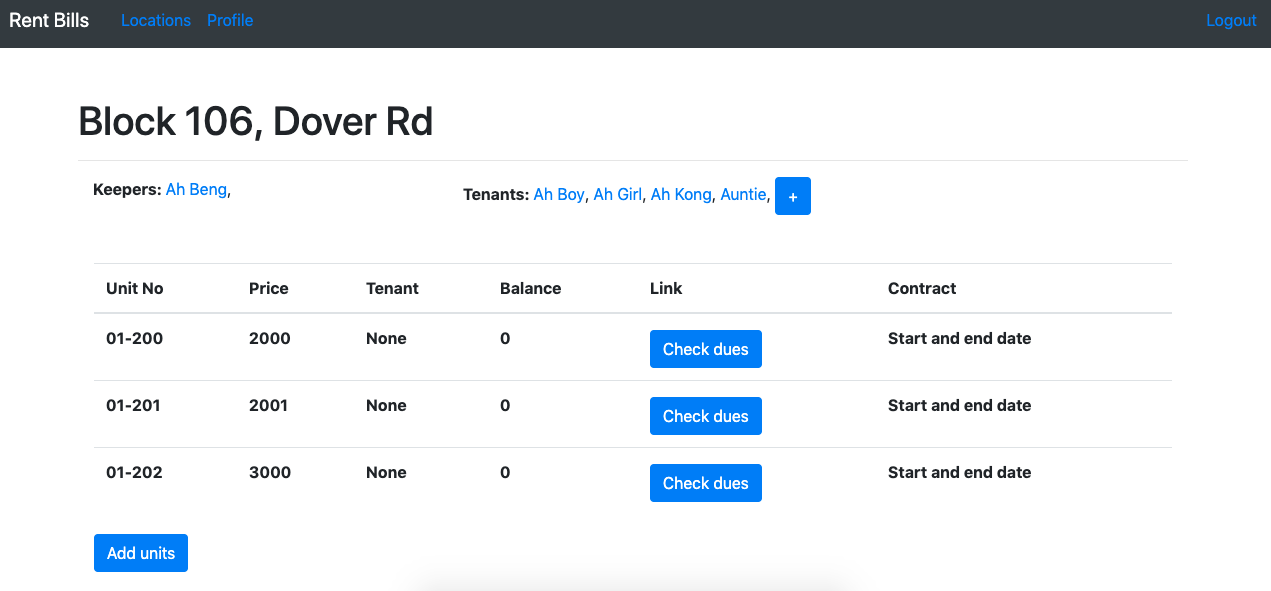 Rent Bills Locations Profile Logout
Block 106, Dover Rd
Keepers: Ah Beng, Tenants: Ah Boy, Ah Girl, Ah Kong, Auntie, +
Unit No Price Tenant Balance Link Contract
01-200 2000 None 0 Check dues Start and end date
01-201 2001 None 0 Check dues Start and end date
01-202 3000 None 0 Check dues Start and end date
Add units